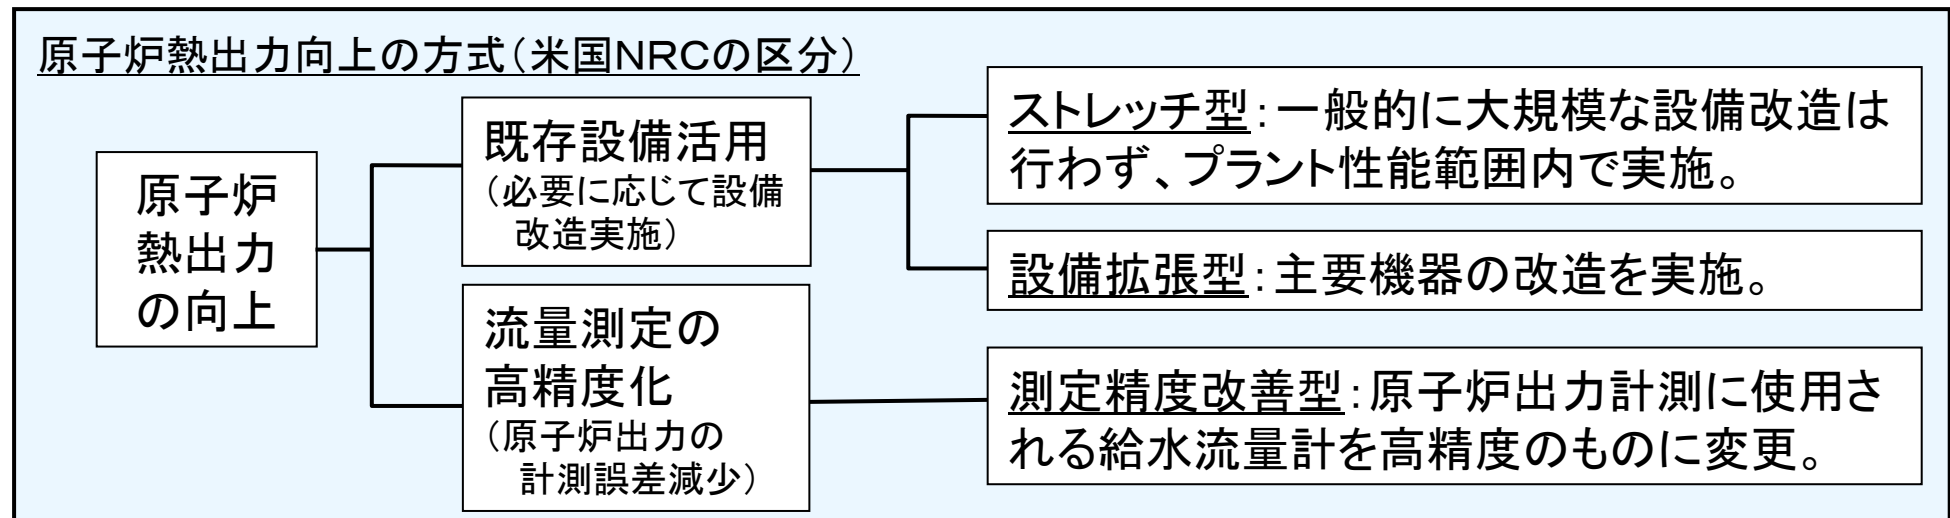 原子炉熱出力向上の方式（米国NRCの区分）
原子炉
熱出力
の向上
既存設備活用
（必要に応じて設備
改造実施）
流量測定の
高精度化
（原子炉出力の
計測誤差減少）
ストレッチ型：一般的に大規模な設備改造は
行わず、プラント性能範囲内で実施。
設備拡張型：主要機器の改造を実施。
測定精度改善型：原子炉出力計測に使用さ
れる給水流量計を高精度のものに変更。